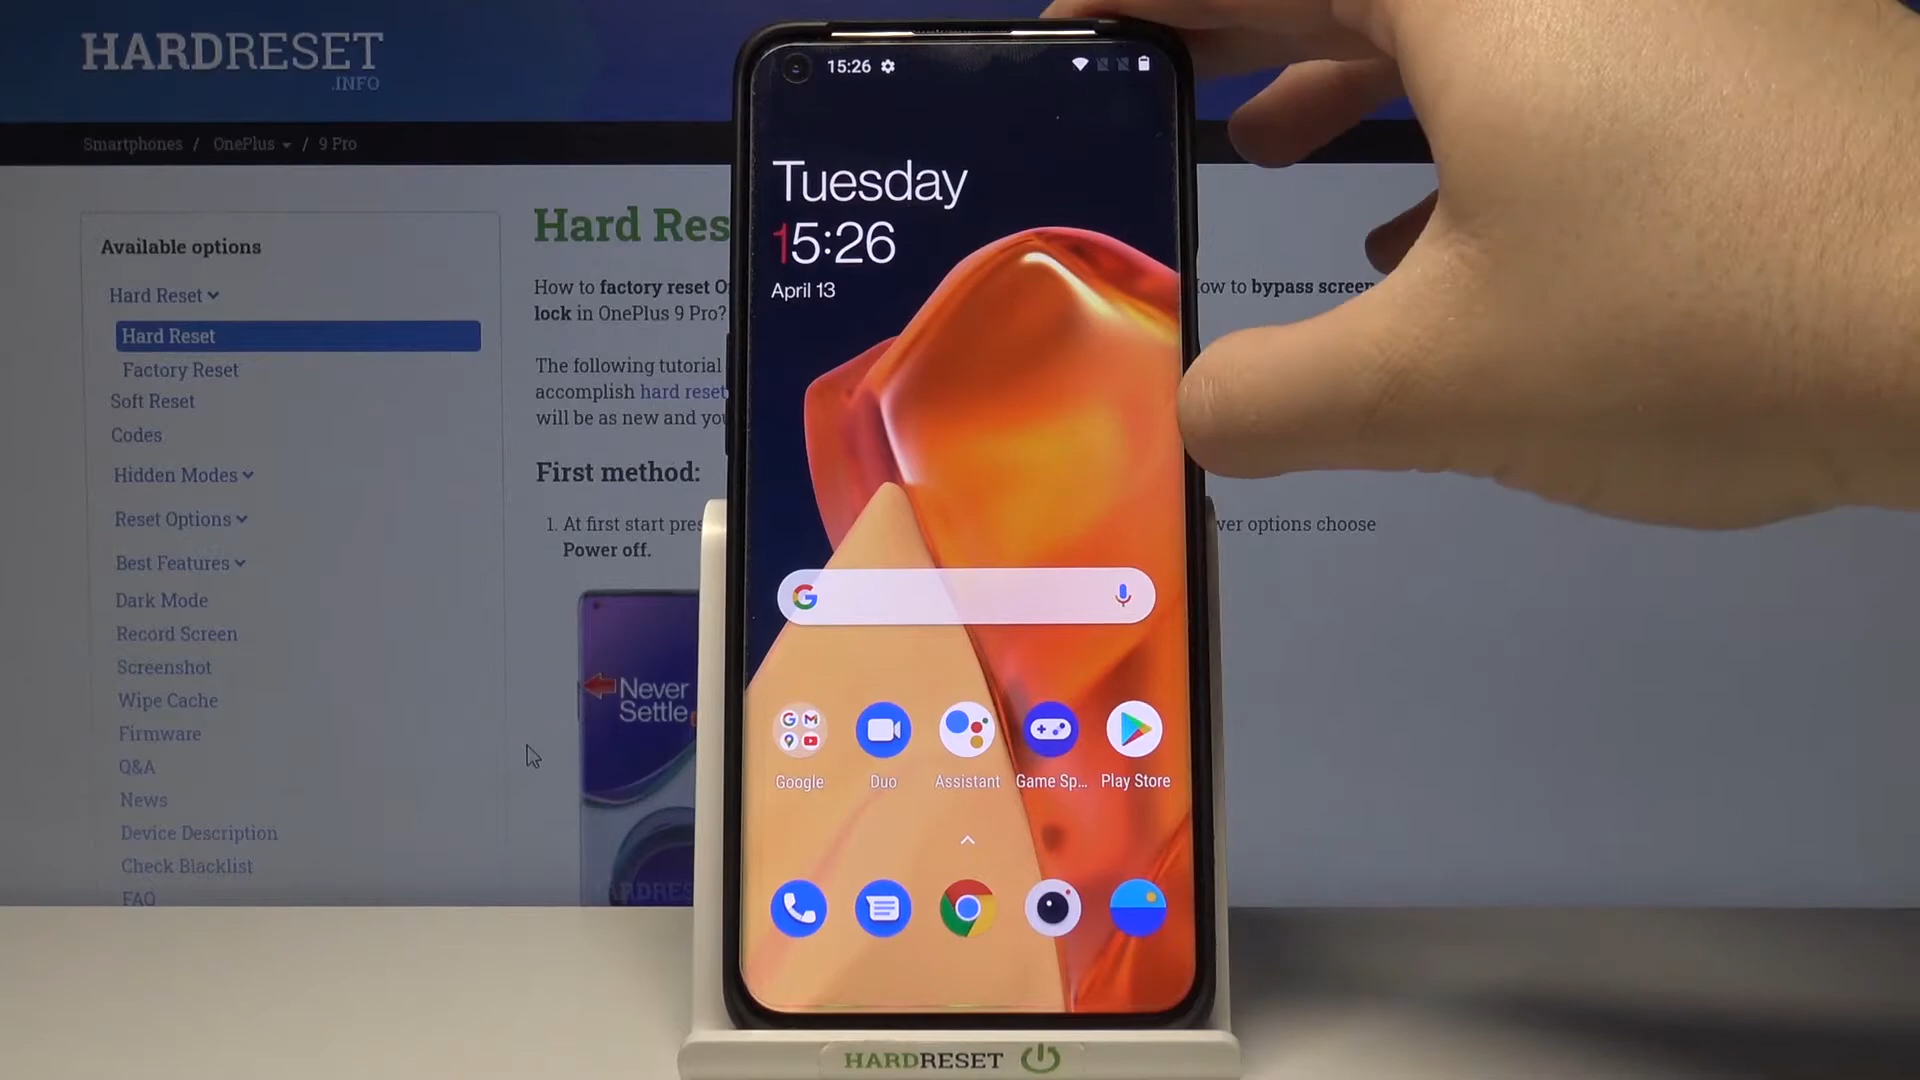 HARDRESET
.INFO
Smartphones / OnePlus / 9 Pro
Available options
Hard Reset
Hard Reset
Factory Reset
Soft Reset
Codes
Hidden Modes
Reset Options
Best Features
Dark Mode
Record Screen
Screenshot
Wipe Cache
Firmware
Q&A
News
Device Description
Check Blacklist
FAQ
Hard Res
How to factory reset O
lock in OnePlus 9 Pro?
ow to bypass screen
The following tutorial
accomplish hard reset
will be as new and you
First method:
1. At first start pres
wer options choose
Power off.
Never
Settle
15:26
Tuesday
15:26
April 13
G
Google Duo Assistant Game Sp... Play Store
HARDRESET